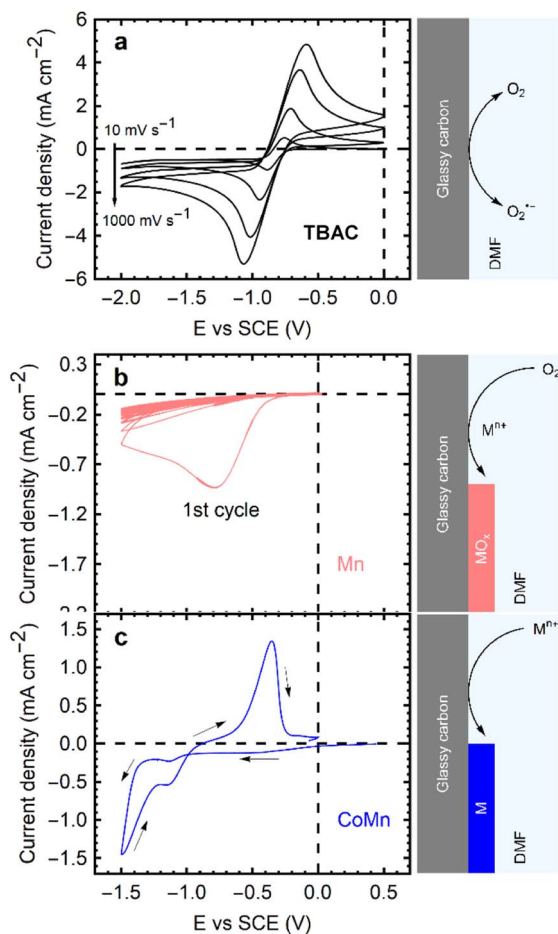 a
Current density (mA cm⁻²)
6
4
2
0
−2
−4
−6
10 mV s⁻¹
1000 mV s⁻¹
TBAC
−2.0
−1.5
−1.0
−0.5
0.0
E vs SCE (V)
Glassy carbon
O₂
O₂•−
DMF
b
Current density (mA cm⁻²)
0.3
−0.2
−0.7
−1.2
−1.7
1st cycle
Mn
Glassy carbon
O₂
Mⁿ⁺
MOₓ
DMF
c
Current density (mA cm⁻²)
1.5
1.0
0.5
0.0
−0.5
−1.0
−1.5
CoMn
−1.5
−1.0
−0.5
0.0
E vs SCE (V)
Glassy carbon
Mⁿ⁺
M
DMF